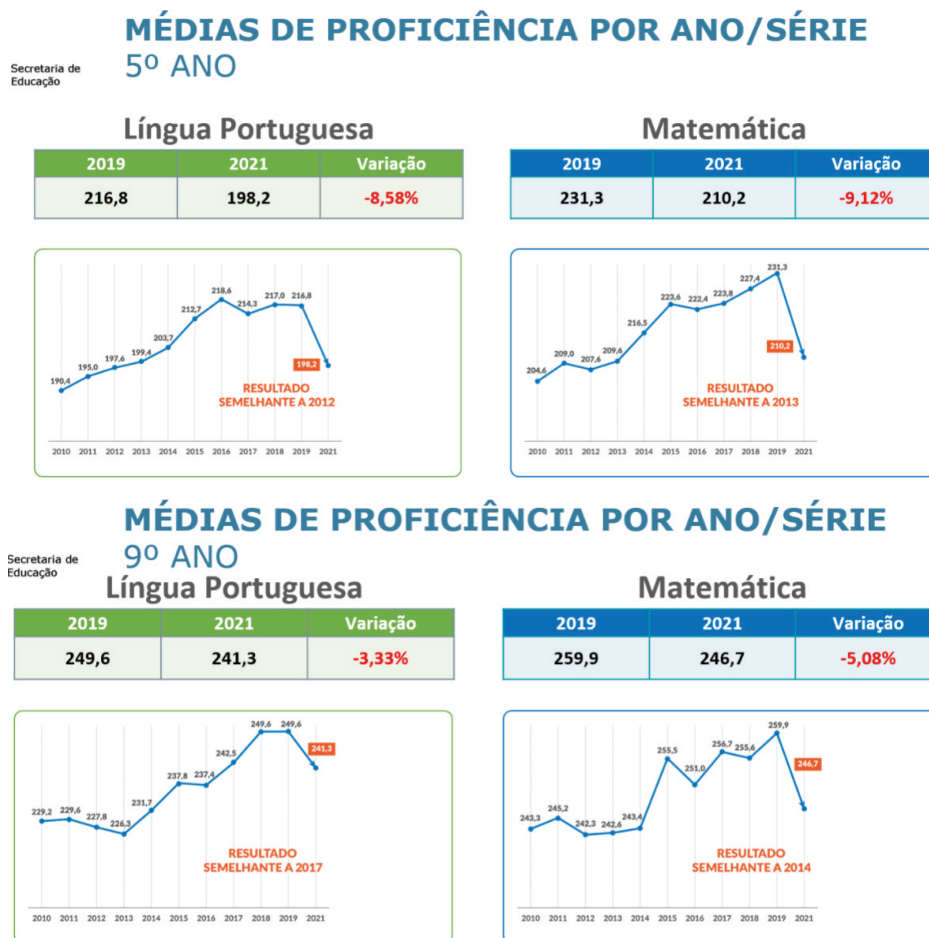 MÉDIAS DE PROFICIÊNCIA POR ANO/SÉRIE
Secretaria de
Educação
5º ANO
Língua Portuguesa
2019 2021 Variação
216,8 198,2 -8,58%
190,4 195,0 197,6 199,4 203,7 212,7 218,6 214,3 217,0 216,8 198,2
RESULTADO
SEMELHANTE A 2012
2010 2011 2012 2013 2014 2015 2016 2017 2018 2019 2021
Matemática
2019 2021 Variação
231,3 210,2 -9,12%
204,6 209,0 207,6 209,6 216,5 223,6 222,4 223,8 227,4 231,3 210,2
RESULTADO
SEMELHANTE A 2013
2010 2011 2012 2013 2014 2015 2016 2017 2018 2019 2021
MÉDIAS DE PROFICIÊNCIA POR ANO/SÉRIE
Secretaria de
Educação
9º ANO
Língua Portuguesa
2019 2021 Variação
249,6 241,3 -3,33%
229,2 229,6 227,8 226,3 231,7 237,8 237,4 242,5 249,6 249,6 241,3
RESULTADO
SEMELHANTE A 2017
2010 2011 2012 2013 2014 2015 2016 2017 2018 2019 2021
Matemática
2019 2021 Variação
259,9 246,7 -5,08%
243,3 245,2 242,3 242,6 243,4 255,5 251,0 256,7 255,6 259,9 246,7
RESULTADO
SEMELHANTE A 2014
2010 2011 2012 2013 2014 2015 2016 2017 2018 2019 2021